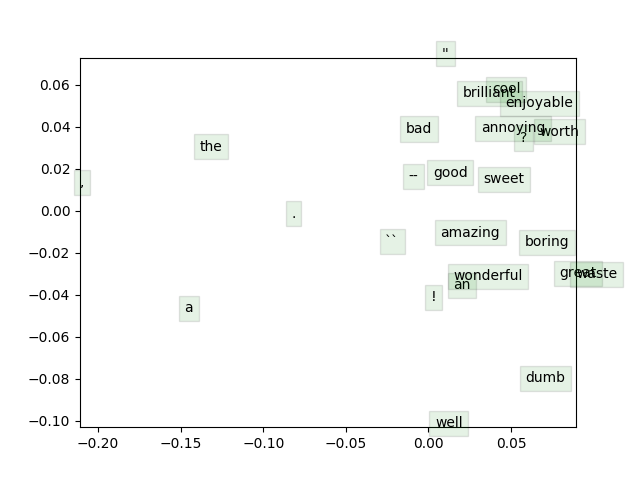 "
0.06
cool
brilliant
enjoyable
0.04
bad
annoying
?
worth
the
0.02
,
--
good
sweet
0.00
.
``
amazing
boring
−0.02
wonderful
great
waste
an
!
−0.04
a
−0.06
−0.08
dumb
−0.10
well
−0.20 −0.15 −0.10 −0.05 0.00 0.05